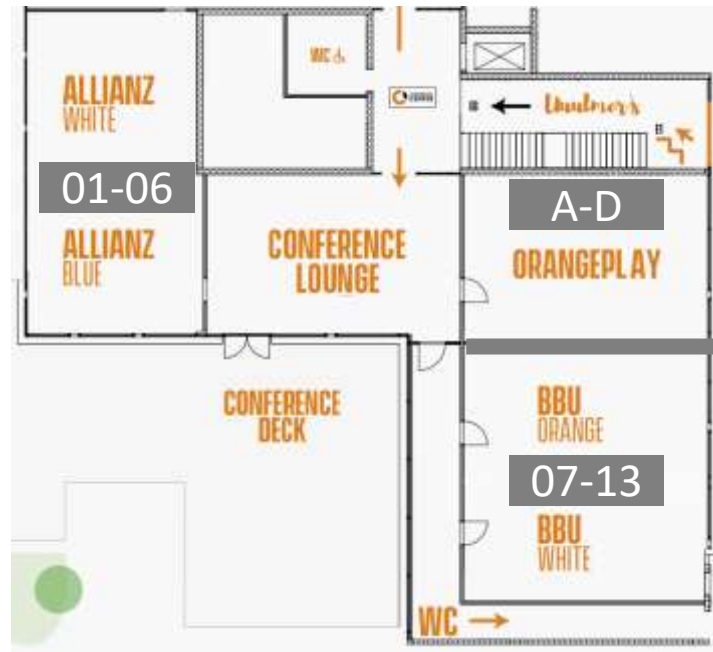 WC
ALLIANZ
WHITE
01-06
ALLIANZ
BLUE
CONFERENCE
LOUNGE
A-D
ORANGEPLAY
CONFERENCE
DECK
BBU
ORANGE
07-13
BBU
WHITE
WC